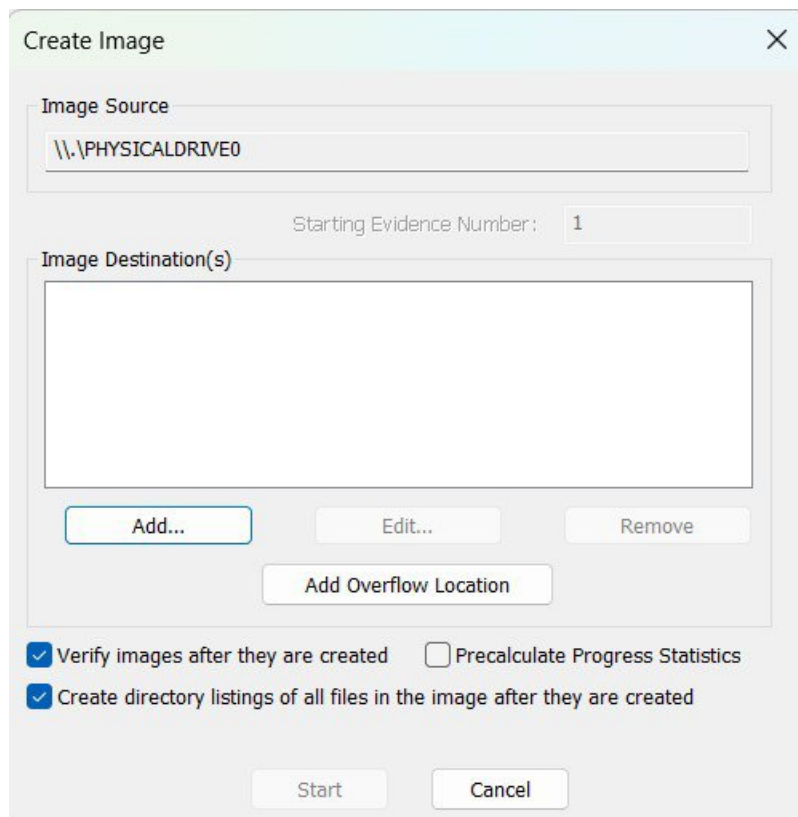 Create Image
Image Source
\\.\PHYSICALDRIVE0
Starting Evidence Number: 1
Image Destination(s)
Add... Edit... Remove
Add Overflow Location
Verify images after they are created Precalculate Progress Statistics
Create directory listings of all files in the image after they are created
Start Cancel